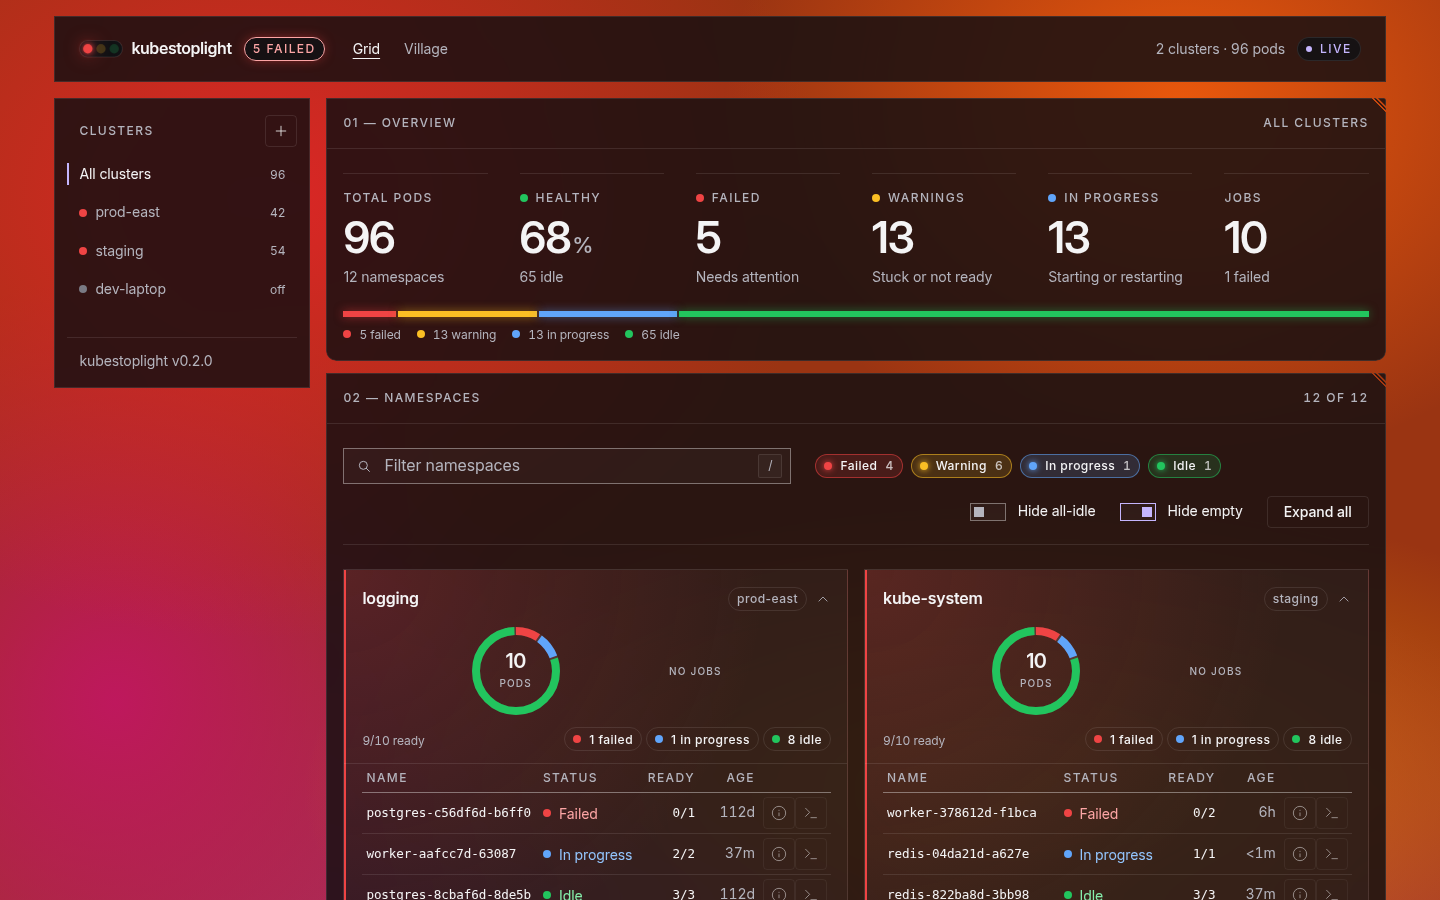 kubestoplight 5 FAILED Grid Village 2 clusters · 96 pods LIVE
CLUSTERS +
All clusters 96
prod-east 42
staging 54
dev-laptop off
kubestoplight v0.2.0
01 — OVERVIEW ALL CLUSTERS
TOTAL PODS HEALTHY FAILED WARNINGS IN PROGRESS JOBS
96 68% 5 13 13 10
12 namespaces 65 idle Needs attention Stuck or not ready Starting or restarting 1 failed
5 failed 13 warning 13 in progress 65 idle
02 — NAMESPACES 12 OF 12
Filter namespaces / Failed 4 Warning 6 In progress 1 Idle 1
Hide all-idle Hide empty Expand all
logging prod-east
10
PODS
NO JOBS
9/10 ready 1 failed 1 in progress 8 idle
NAME STATUS READY AGE
postgres-c56df6d-b6ff0 Failed 0/1 112d
worker-aafcc7d-63087 In progress 2/2 37m
postgres-8cbaf6d-8de5b Idle 3/3 112d
kube-system staging
10
PODS
NO JOBS
9/10 ready 1 failed 1 in progress 8 idle
NAME STATUS READY AGE
worker-378612d-f1bca Failed 0/2 6h
redis-04da21d-a627e In progress 1/1 <1m
redis-822ba8d-3bb98 Idle 3/3 37m